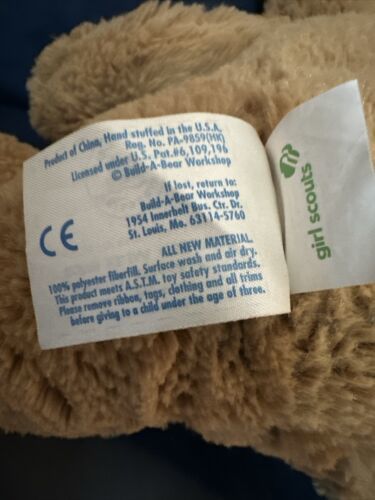 Product of China, Hand stuffed in the U.S.A.
Reg. No. PA-9859(HK)
Licensed under U.S. Pat.#6,109,196
© Build-A-Bear Workshop
If lost, return to:
Build-A-Bear Workshop
1954 Innerbelt Bus. Ctr. Dr.
St. Louis, Mo. 63114-5760
CE
ALL NEW MATERIAL.
100% polyester fiberfill. Surface wash and air dry.
This product meets A.S.T.M. toy safety standards.
Please remove ribbon, tags, clothing and all trims
before giving to a child under the age of three.
girl scouts